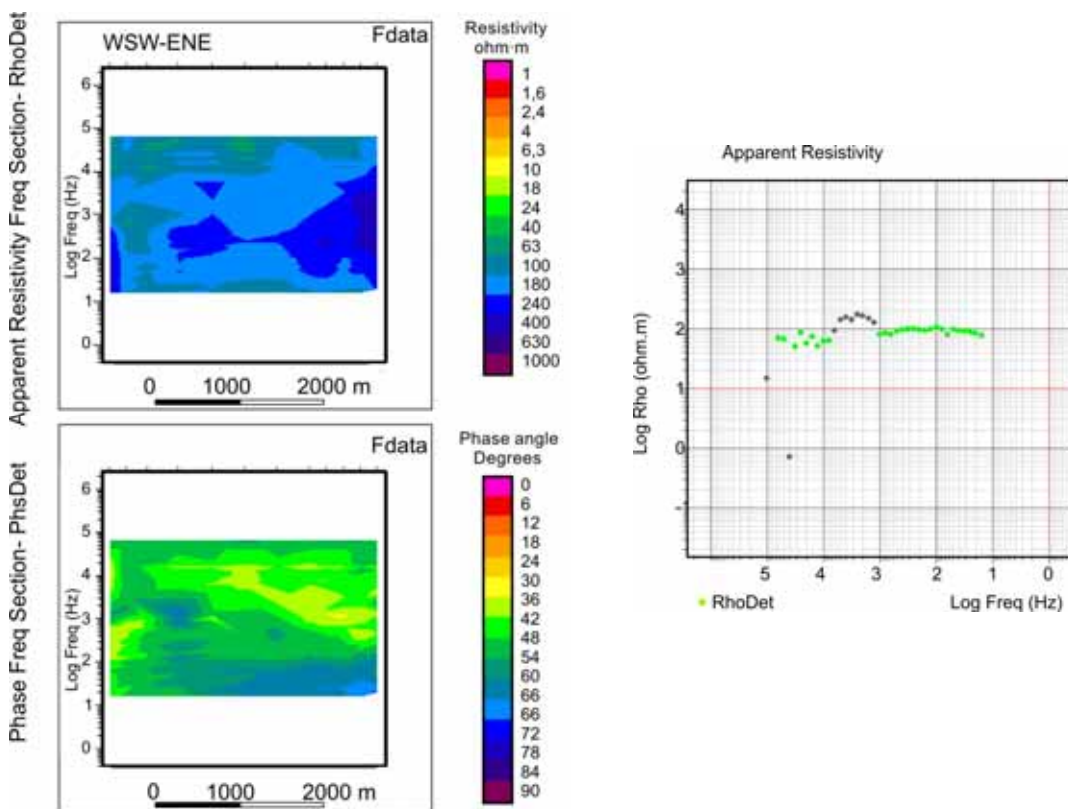 Apparent Resistivity Freq Section- RhoDet
WSW-ENE
Fdata
Log Freq (Hz)
6
5
4
3
2
1
0
0 1000 2000 m
Resistivity
ohm·m
1
1,6
2,4
4
6,3
10
18
24
40
63
100
180
240
400
630
1000
Phase Freq Section- PhsDet
Fdata
Log Freq (Hz)
6
5
4
3
2
1
0
0 1000 2000 m
Phase angle
Degrees
0
6
12
18
24
30
36
42
48
54
60
66
66
72
78
84
90
Apparent Resistivity
Log Rho (ohm.m)
4
3
2
1
0
-
5 4 3 2 1 0
RhoDet
Log Freq (Hz)